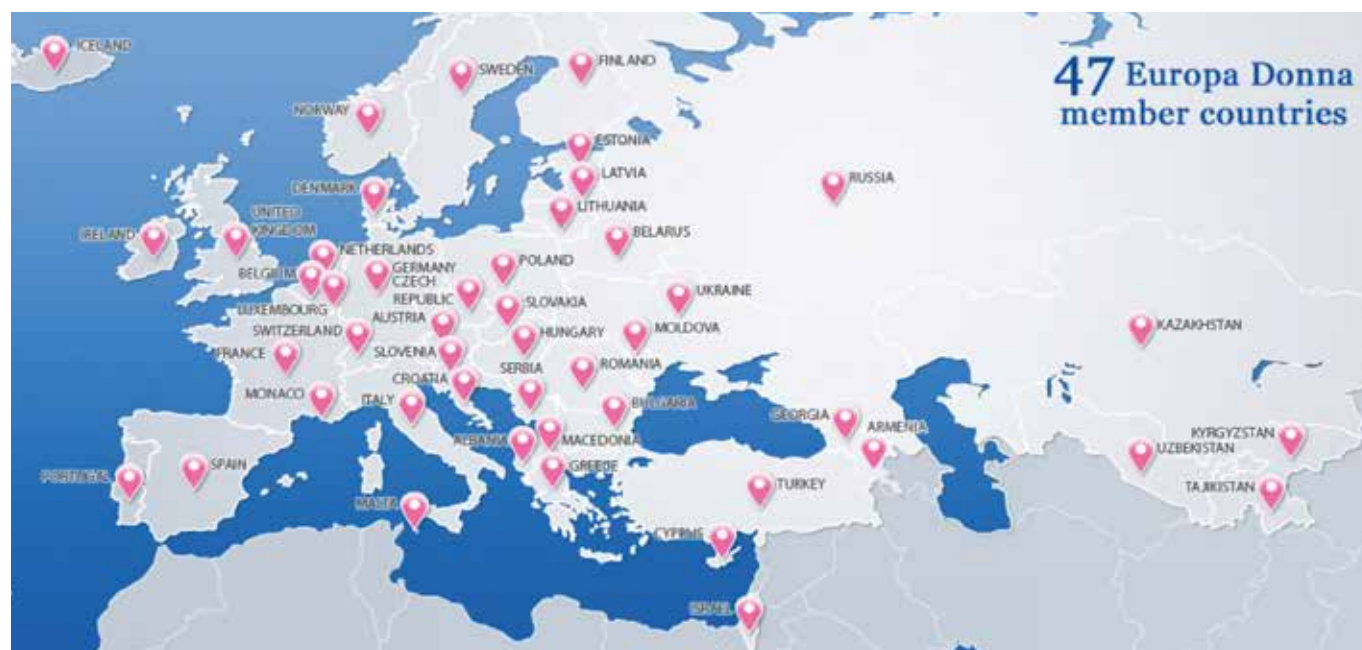 ICELAND
SWEDEN
FINLAND
47 Europa Donna
member countries
NORWAY
ESTONIA
LATVIA
RUSSIA
DENMARK
LITHUANIA
UNITED
KINGDOM
IRELAND
BELARUS
NETHERLANDS
POLAND
BELGIUM
GERMANY
CZECH
REPUBLIC
UKRAINE
LUXEMBOURG
SLOVAKIA
AUSTRIA
SWITZERLAND
HUNGARY
MOLDOVA
KAZAKHSTAN
FRANCE
SLOVENIA
SERBIA
ROMANIA
CROATIA
MONACO
ITALY
BULGARIA
GEORGIA
ARMENIA
ALBANIA
MACEDONIA
KYRGYZSTAN
UZBEKISTAN
PORTUGAL
SPAIN
GREECE
TURKEY
TAJIKISTAN
MALTA
CYPRUS
ISRAEL